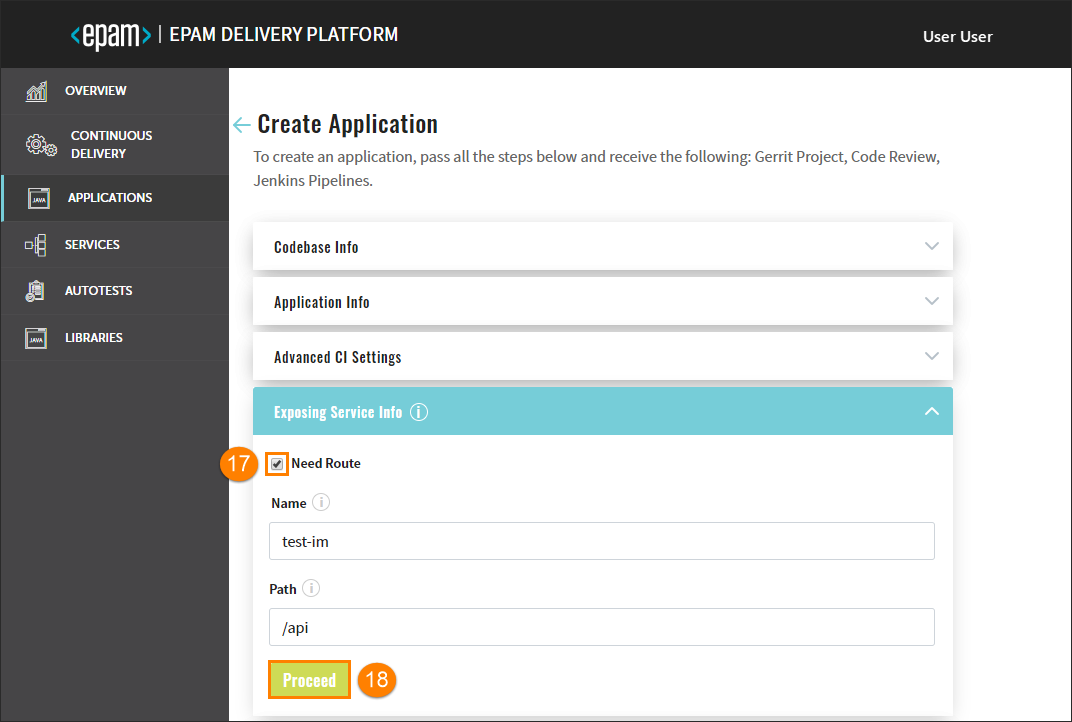 <epam> | EPAM DELIVERY PLATFORM
User User
OVERVIEW
CONTINUOUS
DELIVERY
JAVA
APPLICATIONS
SERVICES
AUTOTESTS
JAVA
LIBRARIES
← Create Application
To create an application, pass all the steps below and receive the following: Gerrit Project, Code Review,
Jenkins Pipelines.
Codebase Info
Application Info
Advanced CI Settings
Exposing Service Info i
17
Need Route
Name i
test-im
Path i
/api
Proceed
18